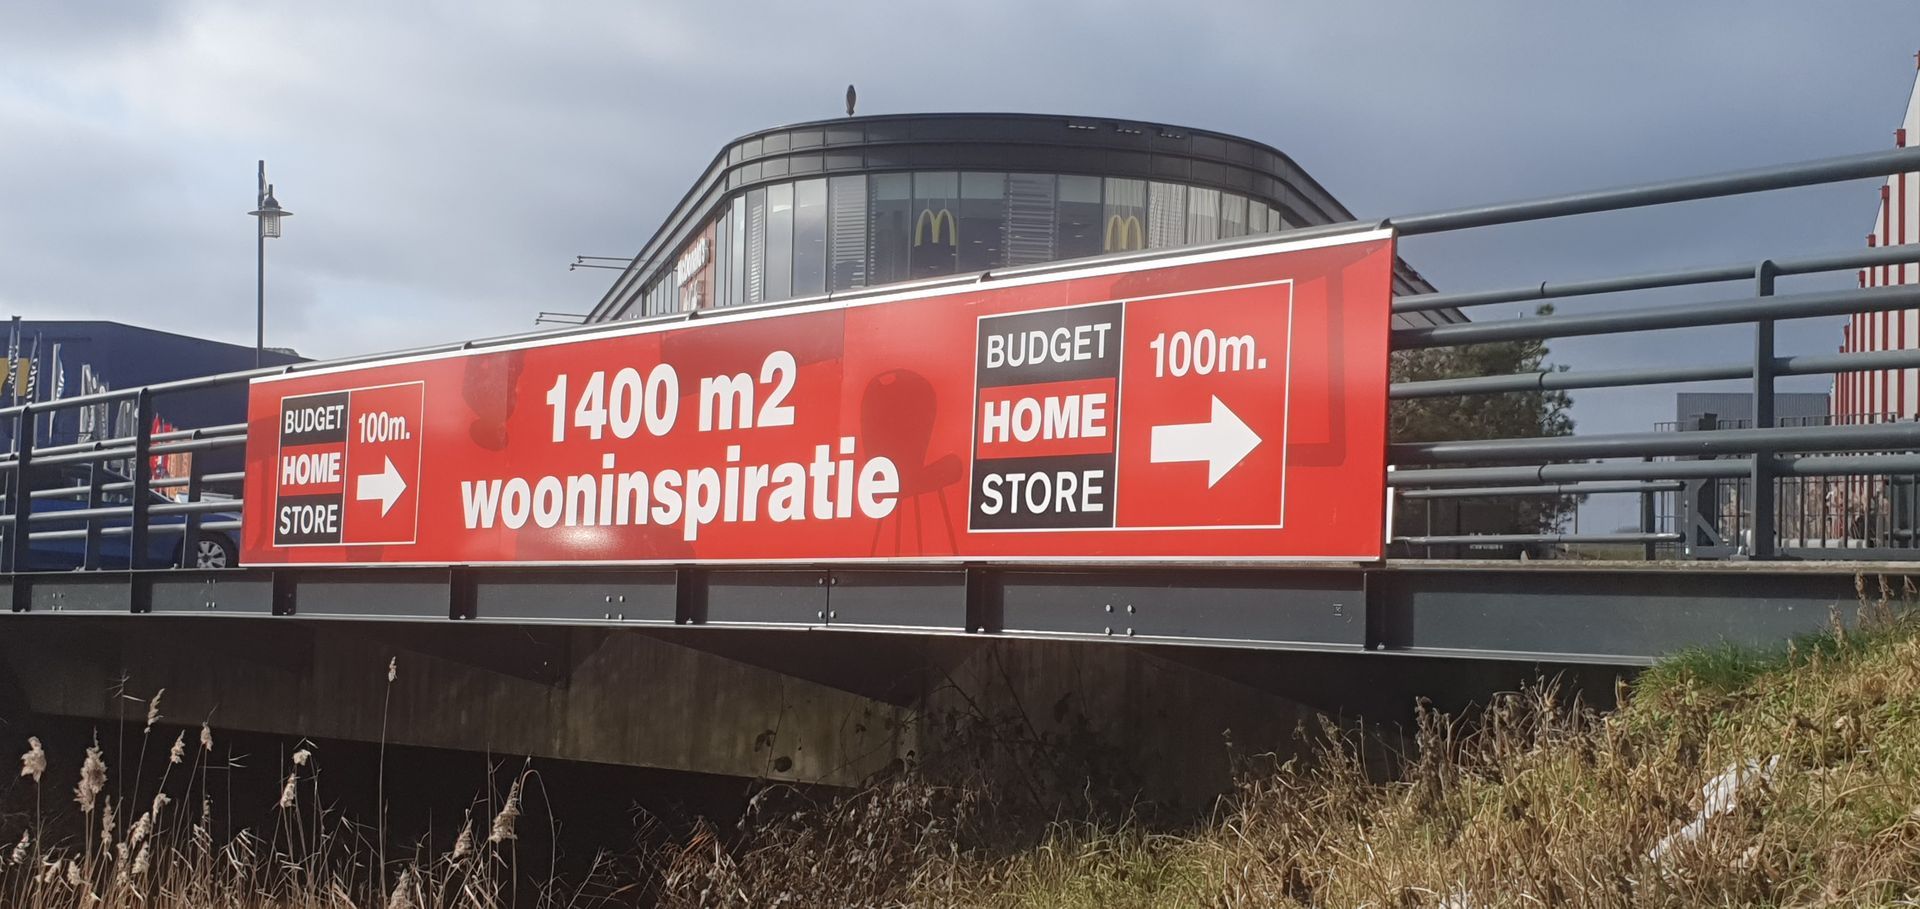 BUDGET
HOME
STORE
100m.
1400 m2
wooninspiratie
BUDGET
HOME
STORE
100m.